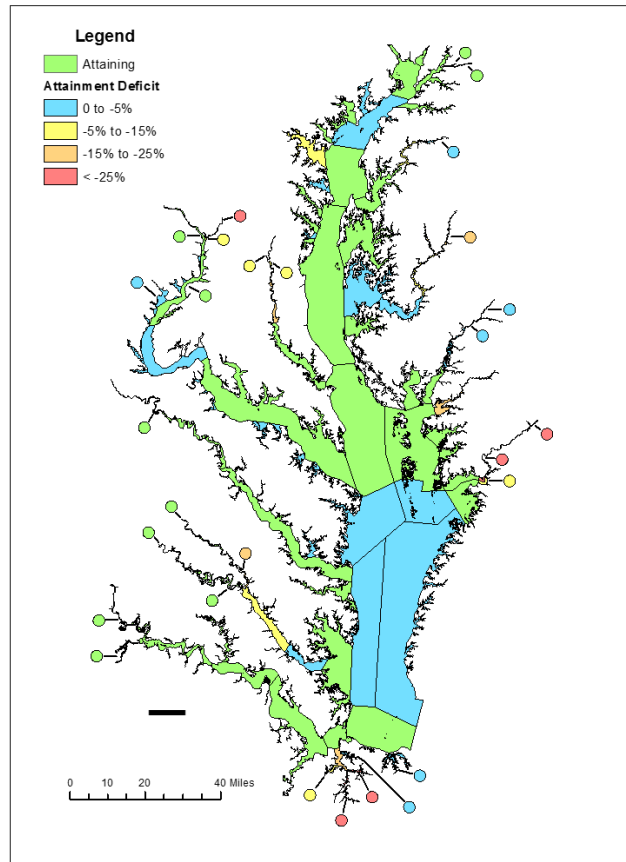 Legend
Attaining
Attainment Deficit
0 to -5%
-5% to -15%
-15% to -25%
< -25%
0 10 20 40 Miles